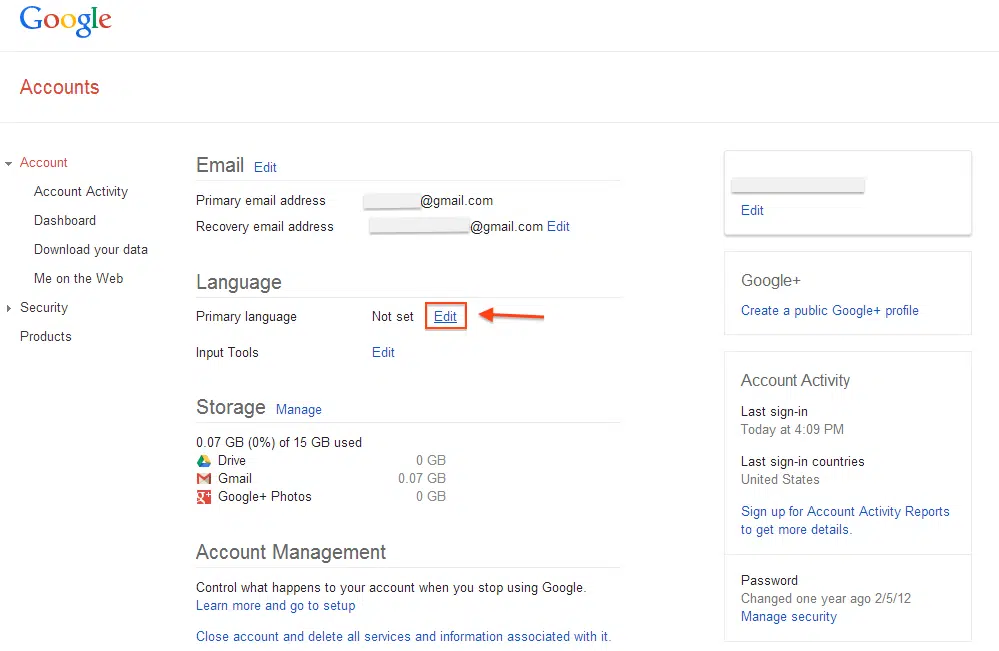 Google
Accounts
Account
Account Activity
Dashboard
Download your data
Me on the Web
Security
Products
Email Edit
Primary email address @gmail.com
Recovery email address @gmail.com Edit
Language
Primary language Not set Edit
Input Tools Edit
Storage Manage
0.07 GB (0%) of 15 GB used
Drive 0 GB
Gmail 0.07 GB
Google+ Photos 0 GB
Account Management
Control what happens to your account when you stop using Google.
Learn more and go to setup
Close account and delete all services and information associated with it.
Edit
Google+
Create a public Google+ profile
Account Activity
Last sign-in
Today at 4:09 PM
Last sign-in countries
United States
Sign up for Account Activity Reports
to get more details.
Password
Changed one year ago 2/5/12
Manage security